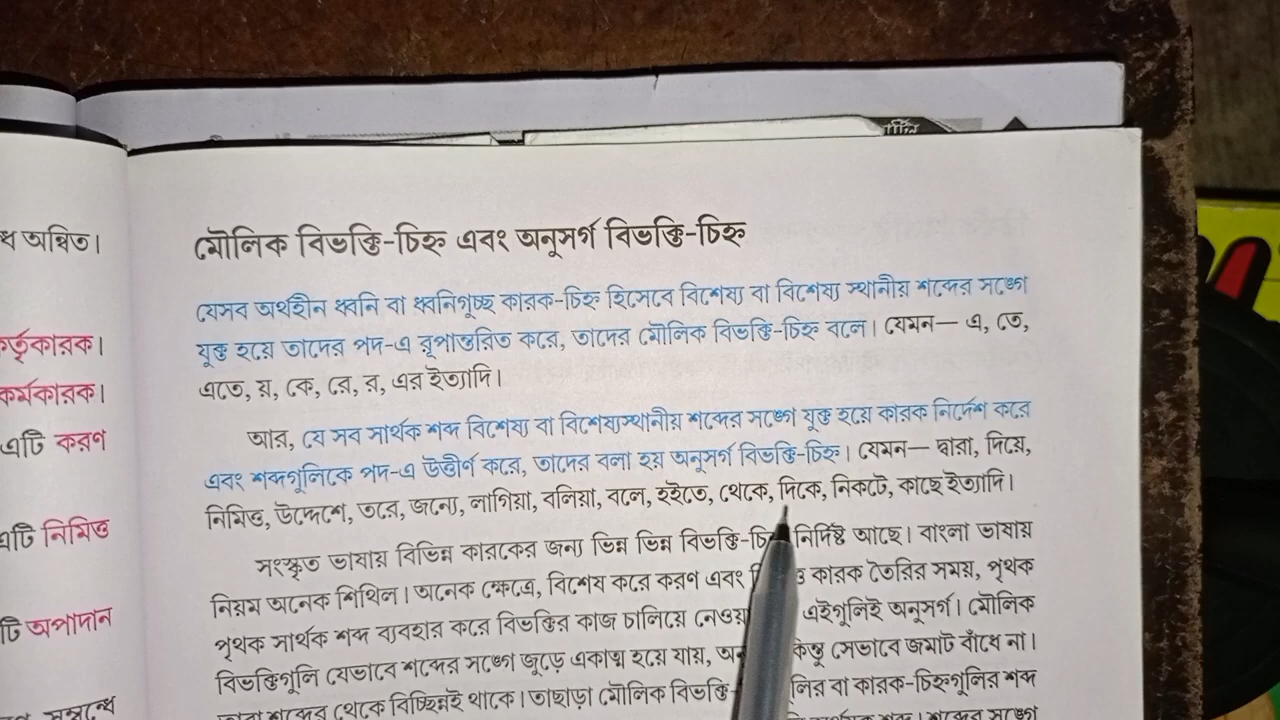 অন্বিত।
কর্তৃকারক।
কর্মকারক।
এটি করণ
এটি নিমিত্ত
টি অপাদান
সম্বন্ধে
মৌলিক বিভক্তি-চিহ্ন এবং অনুসর্গ বিভক্তি-চিহ্ন
যেসব অর্থহীন ধ্বনি বা ধ্বনিগুচ্ছ কারক-চিহ্ন হিসেবে বিশেষ্য বা বিশেষ্য স্থানীয় শব্দের সঙ্গে
যুক্ত হয়ে তাদের পদ-এ রূপান্তরিত করে, তাদের মৌলিক বিভক্তি-চিহ্ন বলে। যেমন— এ, তে,
এতে, য়, কে, রে, র, এর ইত্যাদি।
আর, যে সব সার্থক শব্দ বিশেষ্য বা বিশেষ্যস্থানীয় শব্দের সঙ্গে যুক্ত হয়ে কারক নির্দেশ করে
এবং শব্দগুলিকে পদ-এ উত্তীর্ণ করে, তাদের বলা হয় অনুসর্গ বিভক্তি-চিহ্ন। যেমন— দ্বারা, দিয়ে,
নিমিত্ত, উদ্দেশে, তরে, জন্যে, লাগিয়া, বলিয়া, বলে, হইতে, থেকে, দিকে, নিকটে, কাছে ইত্যাদি।
সংস্কৃত ভাষায় বিভিন্ন কারকের জন্য ভিন্ন ভিন্ন বিভক্তি-চি নির্দিষ্ট আছে। বাংলা ভাষায়
নিয়ম অনেক শিথিল। অনেক ক্ষেত্রে, বিশেষ করে করণ এবং কারক তৈরির সময়, পৃথক
পৃথক সার্থক শব্দ ব্যবহার করে বিভক্তির কাজ চালিয়ে নেওয়া এইগুলিই অনুসর্গ। মৌলিক
বিভক্তিগুলি যেভাবে শব্দের সঙ্গে জুড়ে একাত্ম হয়ে যায়, কিন্তু সেভাবে জমাট বাঁধে না।
শব্দের থেকে বিচ্ছিন্নই থাকে। তাছাড়া মৌলিক বিভক্তি লির বা কারক-চিহ্নগুলির শব্দ